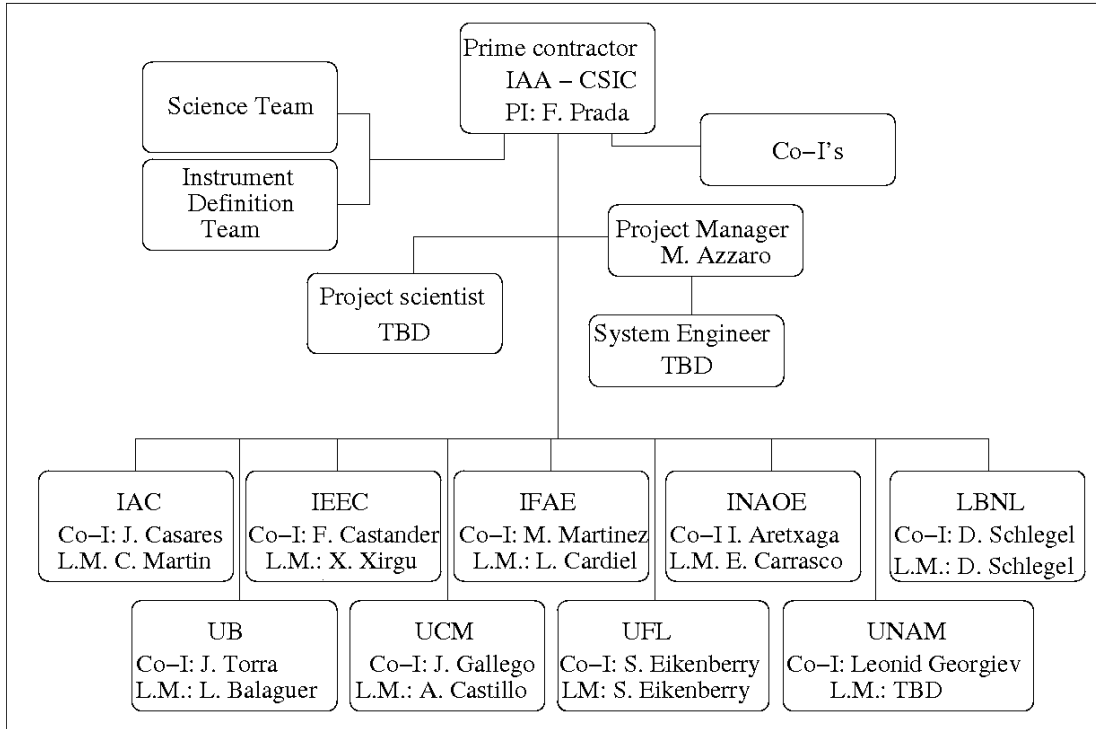 Prime contractor
IAA – CSIC
PI: F. Prada
Science Team
Instrument
Definition
Team
Co–I's
Project Manager
M. Azzaro
Project scientist
TBD
System Engineer
TBD
IAC
Co–I: J. Casares
L.M. C. Martin
IEEC
Co–I: F. Castander
L.M.: X. Xirgu
IFAE
Co–I: M. Martinez
L.M.: L. Cardiel
INAOE
Co–I I. Aretxaga
L.M. E. Carrasco
LBNL
Co–I: D. Schlegel
L.M.: D. Schlegel
UB
Co–I: J. Torra
L.M.: L. Balaguer
UCM
Co–I: J. Gallego
L.M.: A. Castillo
UFL
Co–I: S. Eikenberry
LM: S. Eikenberry
UNAM
Co–I: Leonid Georgiev
L.M.: TBD